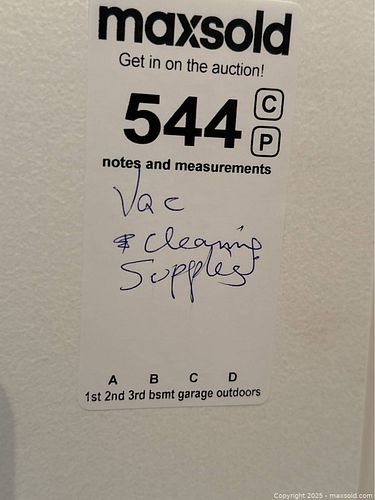 maxsold
Get in on the auction!
544 C
P
notes and measurements
Vac
& Cleaning
Supplies
A B C D
1st 2nd 3rd bsmt garage outdoors
Copyright 2025 - maxsold.com